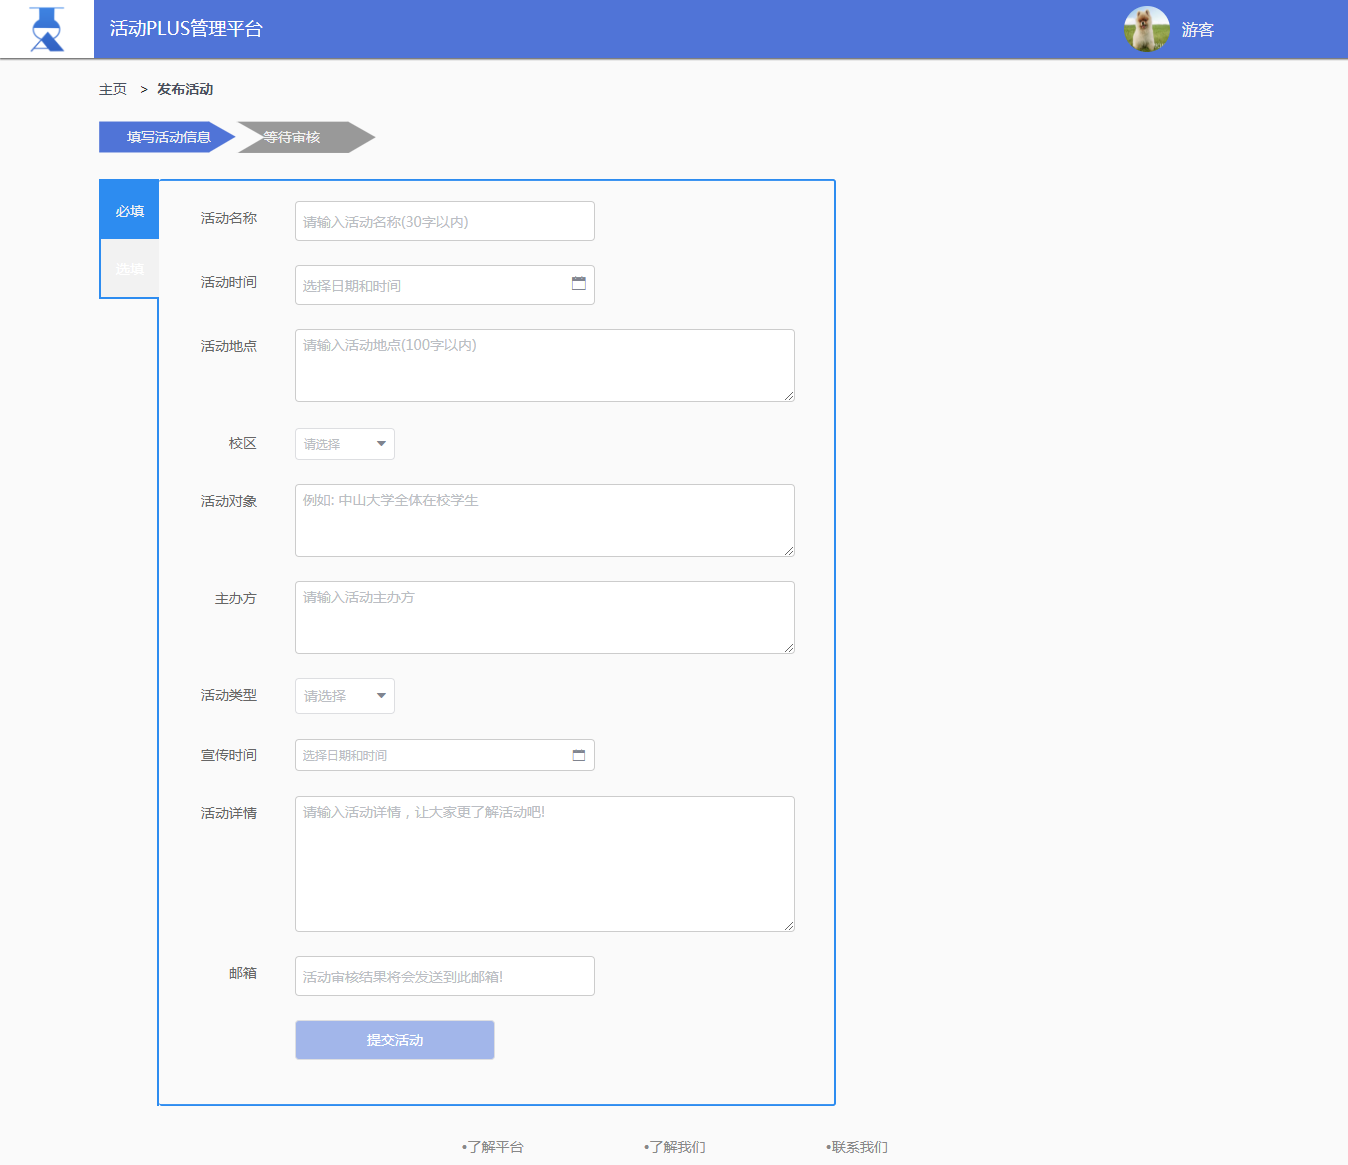 活动PLUS管理平台
游客
主页 > 发布活动
填写活动信息
等待审核
必填
选填
活动名称
请输入活动名称(30字以内)
活动时间
选择日期和时间
活动地点
请输入活动地点(100字以内)
校区
请选择
活动对象
例如: 中山大学全体在校学生
主办方
请输入活动主办方
活动类型
请选择
宣传时间
选择日期和时间
活动详情
请输入活动详情，让大家更了解活动吧!
邮箱
活动审核结果将会发送到此邮箱!
提交活动
•了解平台
•了解我们
•联系我们